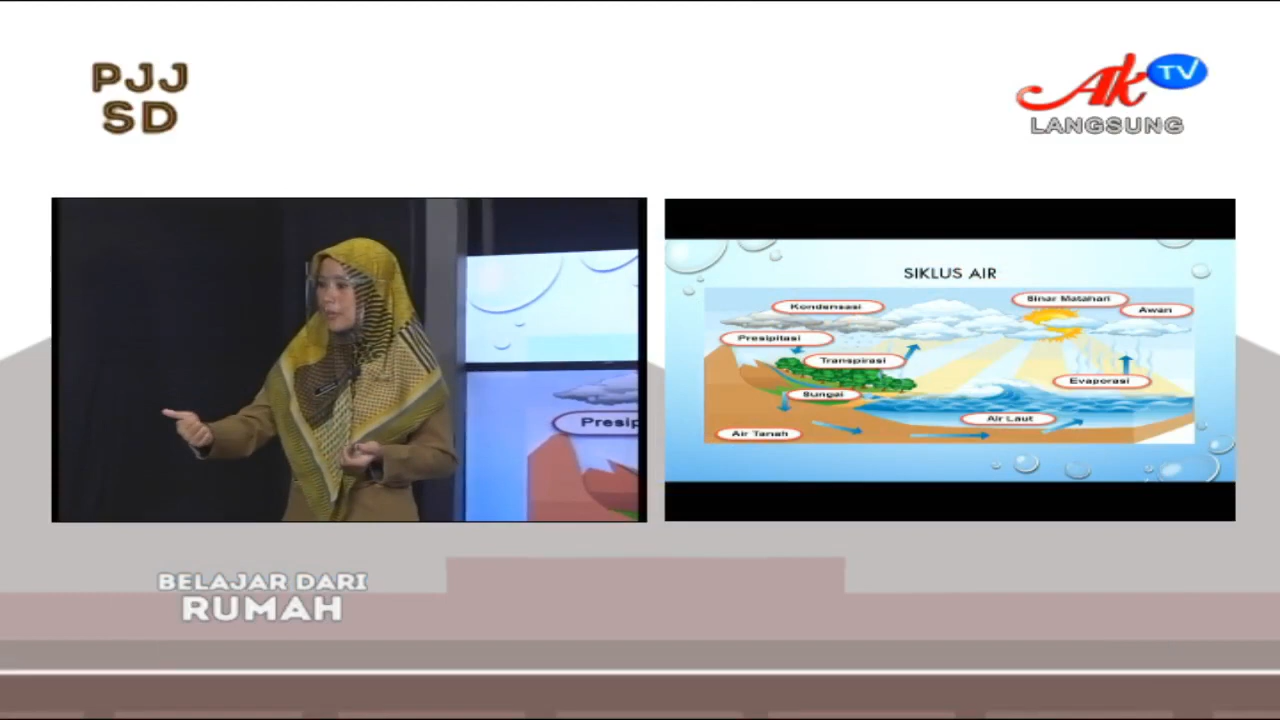 PJJ
SD
Ak TV
LANGSUNG
SIKLUS AIR
Kondensasi
Sinar Matahari
Awan
Presipitasi
Transpirasi
Evaporasi
Sungai
Air Laut
Air Tanah
Presip
BELAJAR DARI
RUMAH